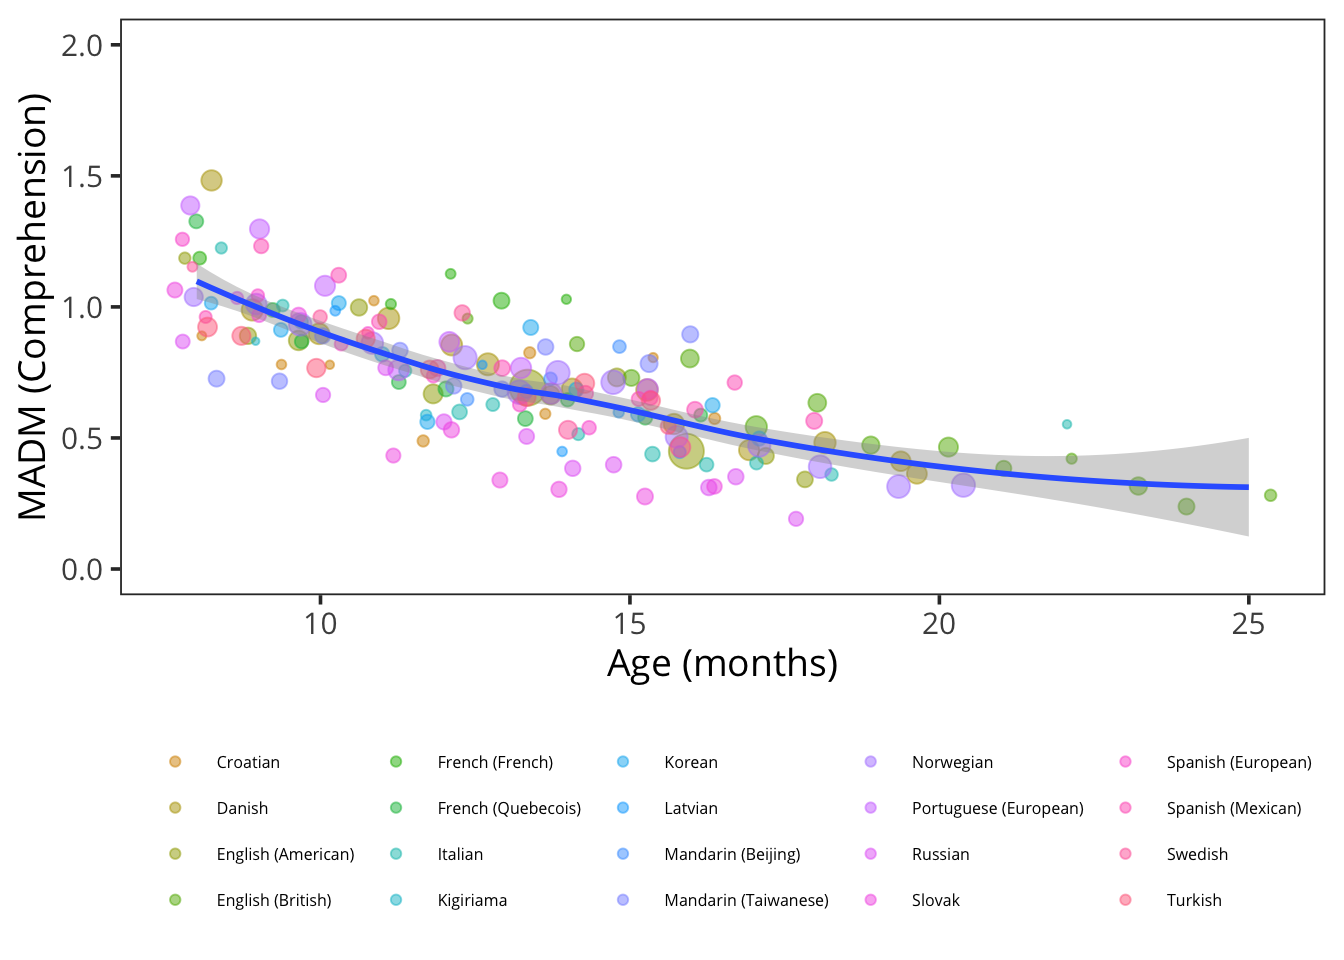 2.0
1.5
1.0
0.5
0.0
MADM (Comprehension)
10 15 20 25
Age (months)
Croatian French (French) Korean Norwegian Spanish (European)
Danish French (Quebecois) Latvian Portuguese (European) Spanish (Mexican)
English (American) Italian Mandarin (Beijing) Russian Swedish
English (British) Kigiriama Mandarin (Taiwanese) Slovak Turkish